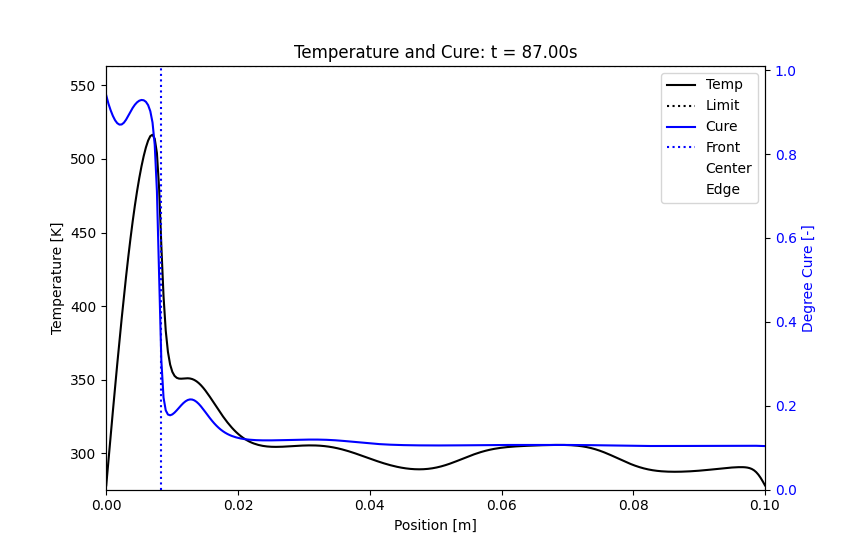 Temperature and Cure: t = 87.00s
Temperature [K]
550
500
450
400
350
300
Temp
Limit
Cure
Front
Center
Edge
1.0
0.8
0.6
0.4
0.2
0.0
Degree Cure [-]
0.00
0.02
0.04
0.06
0.08
0.10
Position [m]